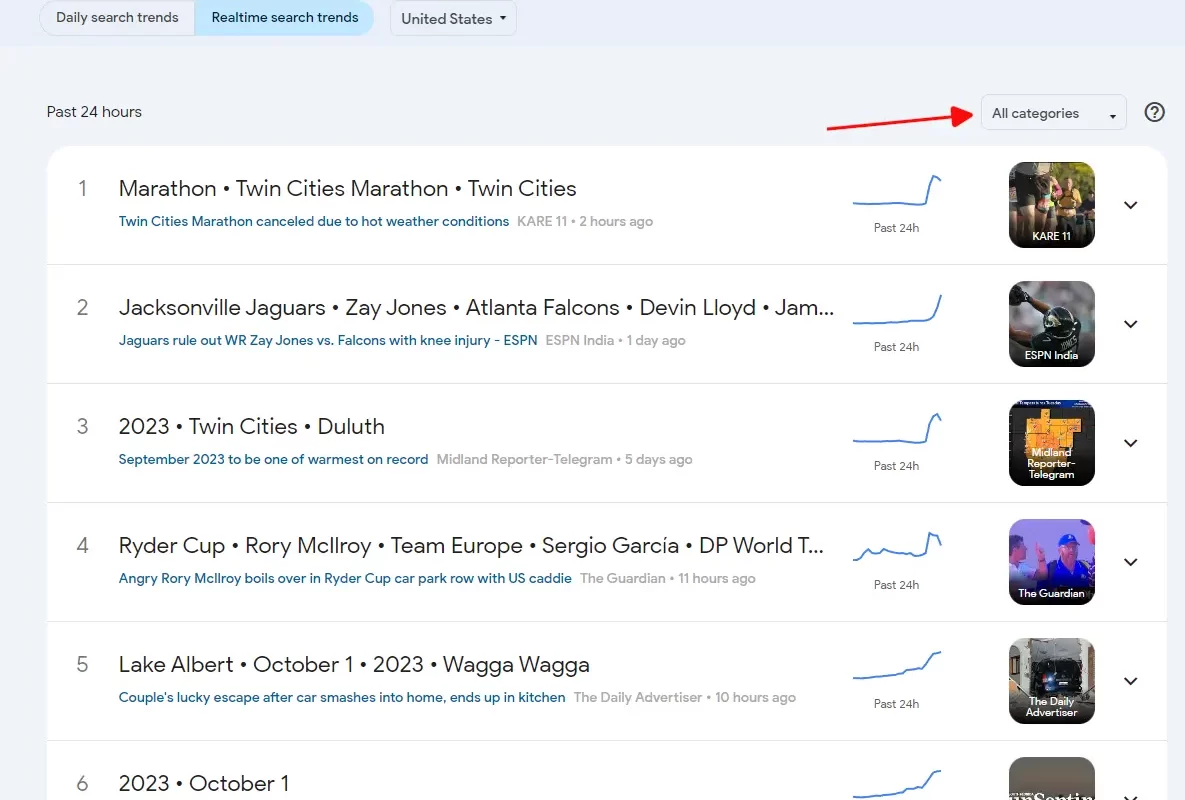 Daily search trends
Realtime search trends
United States
Past 24 hours
All categories
1
Marathon • Twin Cities Marathon • Twin Cities
Twin Cities Marathon canceled due to hot weather conditions KARE 11 • 2 hours ago
Past 24h
KARE 11
2
Jacksonville Jaguars • Zay Jones • Atlanta Falcons • Devin Lloyd • Jam...
Jaguars rule out WR Zay Jones vs. Falcons with knee injury - ESPN ESPN India • 1 day ago
Past 24h
ESPN India
3
2023 • Twin Cities • Duluth
September 2023 to be one of warmest on record Midland Reporter-Telegram • 5 days ago
Past 24h
Midland
Reporter-
Telegram
4
Ryder Cup • Rory McIlroy • Team Europe • Sergio García • DP World T...
Angry Rory McIlroy boils over in Ryder Cup car park row with US caddie The Guardian • 11 hours ago
Past 24h
The Guardian
5
Lake Albert • October 1 • 2023 • Wagga Wagga
Couple's lucky escape after car smashes into home, ends up in kitchen The Daily Advertiser • 10 hours ago
Past 24h
The Daily
Advertiser
6
2023 • October 1